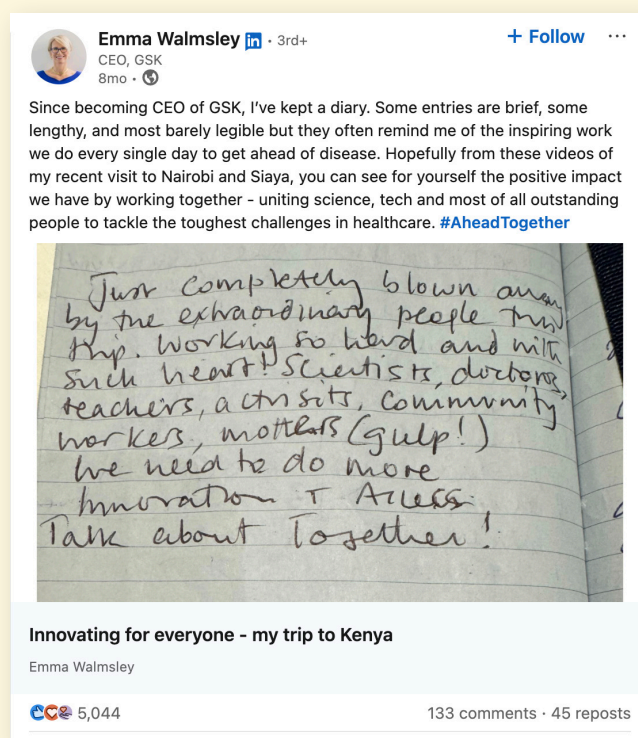 Emma Walmsley in · 3rd+
+ Follow ...
CEO, GSK
8mo ·
Since becoming CEO of GSK, I've kept a diary. Some entries are brief, some
lengthy, and most barely legible but they often remind me of the inspiring work
we do every single day to get ahead of disease. Hopefully from these videos of
my recent visit to Nairobi and Siaya, you can see for yourself the positive impact
we have by working together - uniting science, tech and most of all outstanding
people to tackle the toughest challenges in healthcare. #AheadTogether
Just completely blown away
by the extraordinary people this
trip. Working so hard and with
such heart! Scientists, doctors,
teachers, activists, community
workers, mothers (gulp!)
We need to do more
Innovation + Access.
Talk about Together!
Innovating for everyone - my trip to Kenya
Emma Walmsley
5,044
133 comments · 45 reposts